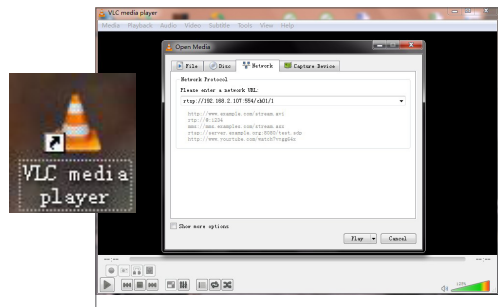 VLC media player
Media Playback Audio Video Subtitle Tools View Help
Open Media
File Disc Network Capture Device
Network Protocol
Please enter a network URL:
rtsp://192.168.2.107:554/ch01/1
http://www.example.com/stream.avi
rtp://@:1234
mms://mms.examples.com/stream.asx
rtsp://server.example.org:8080/test.sdp
http://www.yourtube.com/watch?v=gg64x
VLC media
player
Show more options
Play Cancel